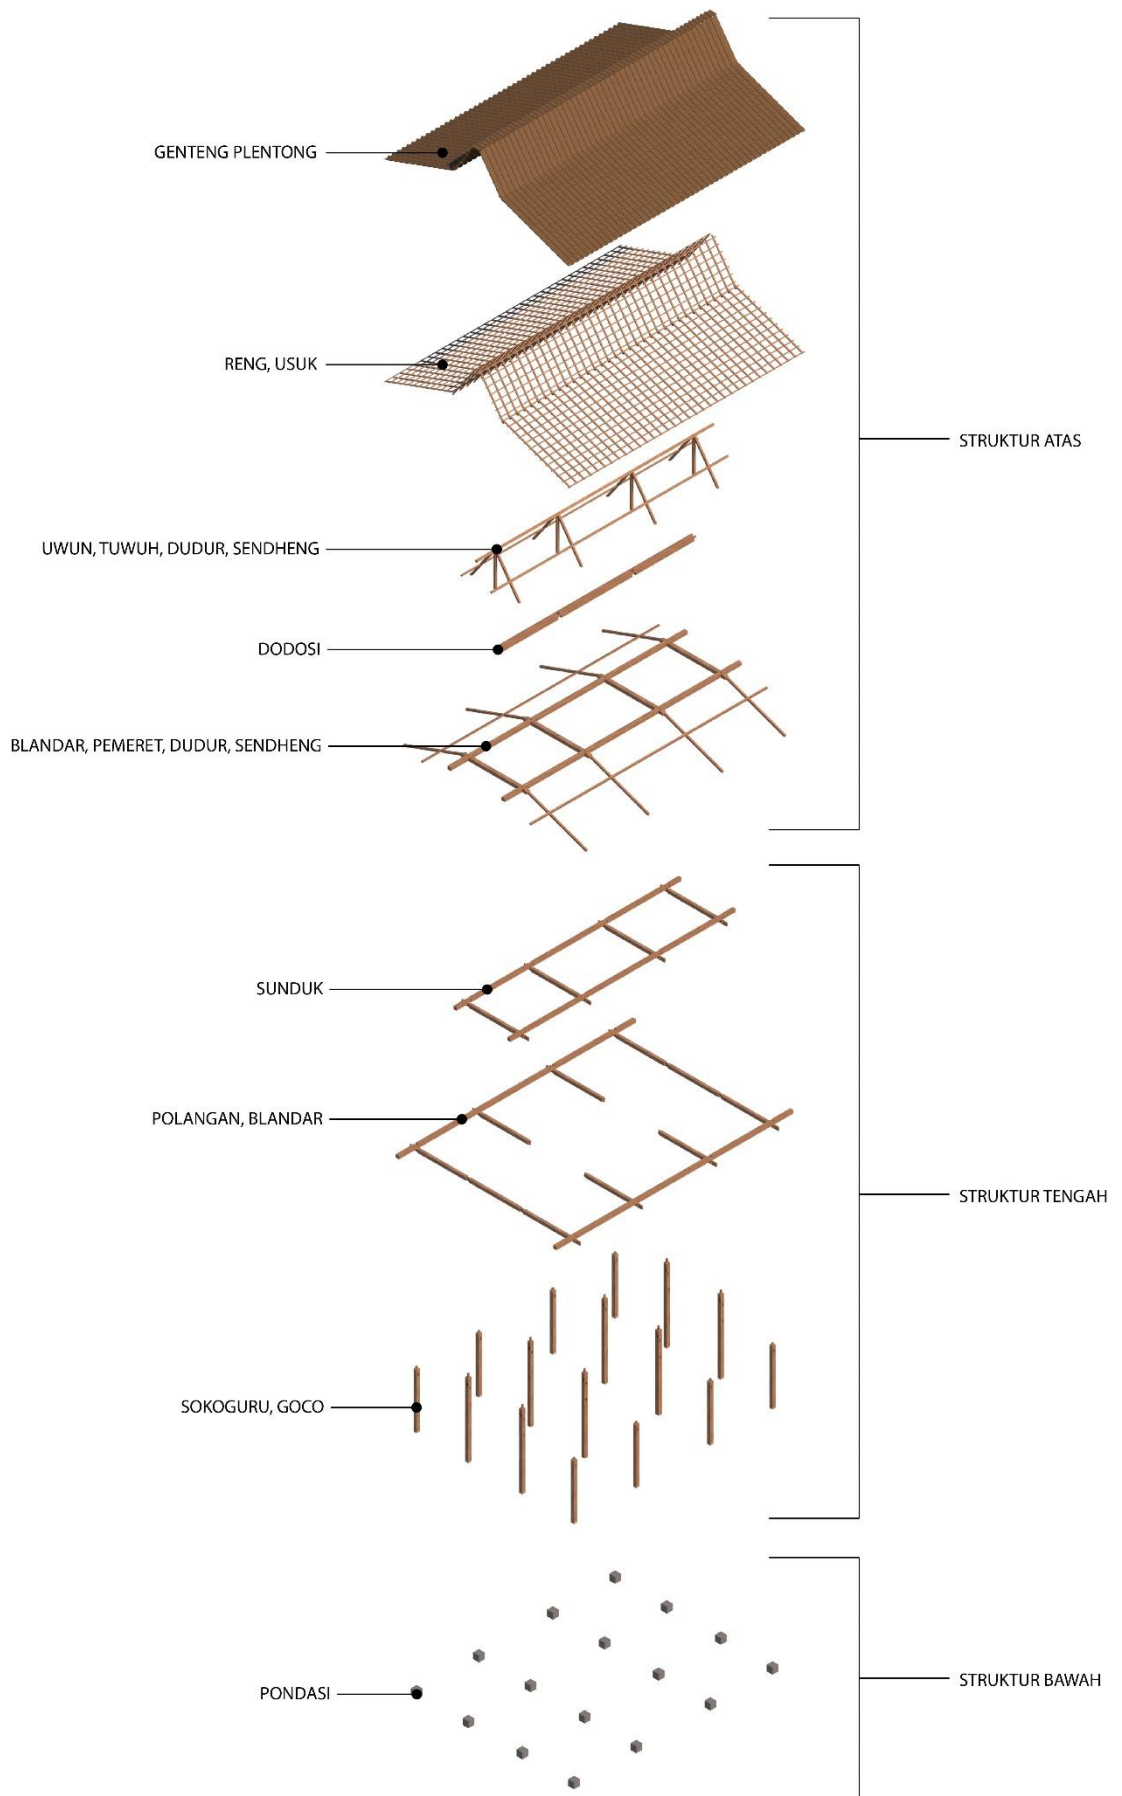 GENTENG PLENTONG
RENG, USUK
STRUKTUR ATAS
UWUN, TUWUH, DUDUR, SENDHENG
DODOSI
BLANDAR, PEMERET, DUDUR, SENDHENG
SUNDUK
POLANGAN, BLANDAR
STRUKTUR TENGAH
SOKOGURU, GOCO
STRUKTUR BAWAH
PONDASI